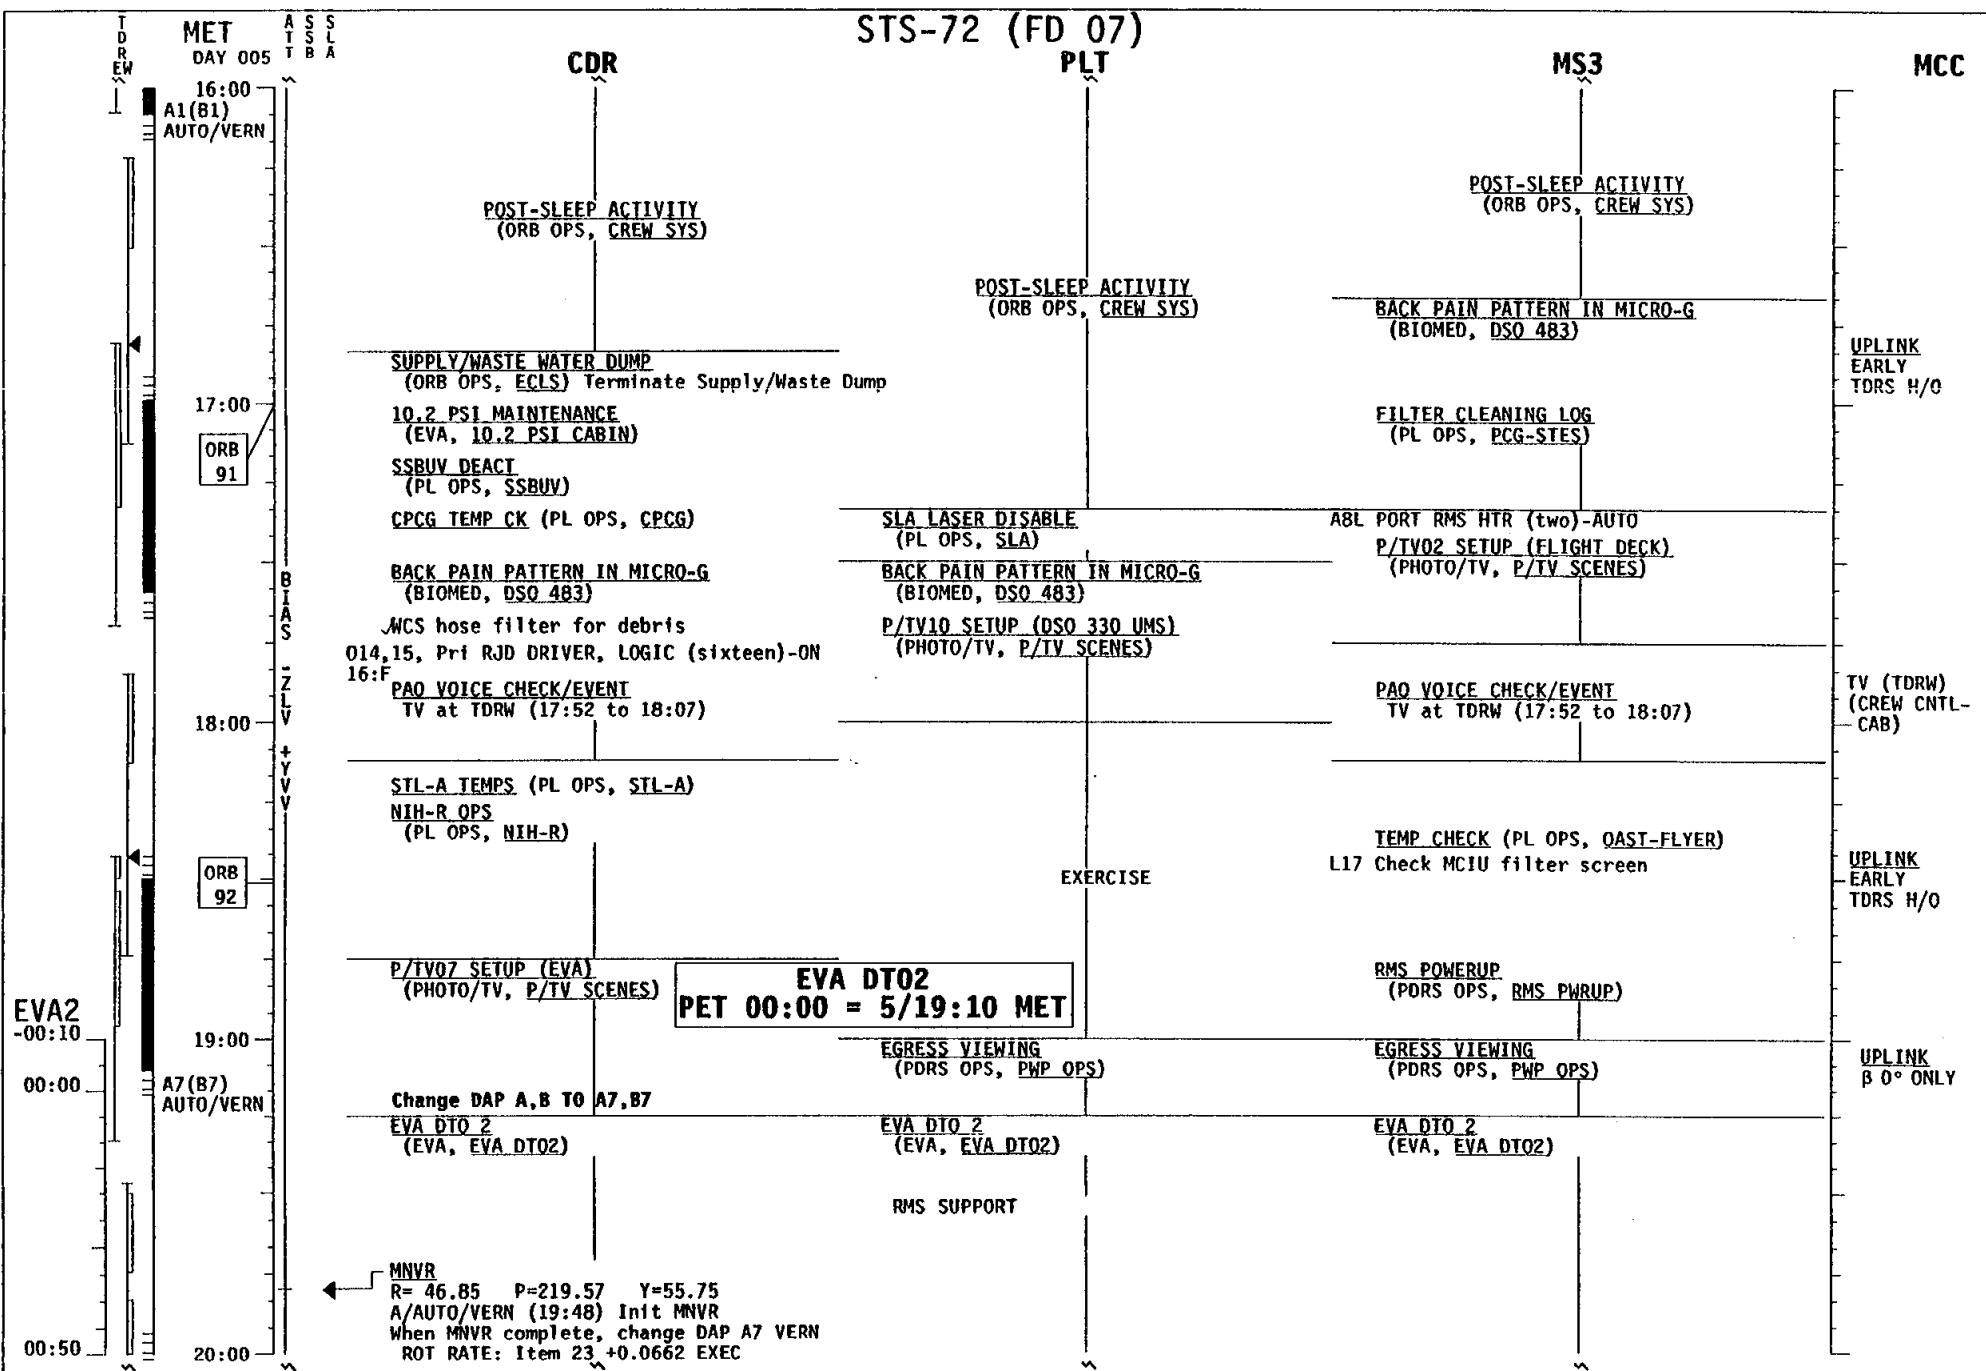 STS-72 (FD 07)
TDR
EW
MET
DAY 005
ATT
SSB
SLA
CDR
PLT
MS3
MCC
16:00
A1(B1)
AUTO/VERN
17:00
ORB
91
18:00
ORB
92
EVA2
-00:10
19:00
00:00
A7(B7)
AUTO/VERN
00:50
20:00
BIAS -ZLV +YVV
POST-SLEEP ACTIVITY
(ORB OPS, CREW SYS)
SUPPLY/WASTE WATER DUMP
(ORB OPS, ECLS) Terminate Supply/Waste Dump
10.2 PSI MAINTENANCE
(EVA, 10.2 PSI CABIN)
SSBUV DEACT
(PL OPS, SSBUV)
CPCG TEMP CK (PL OPS, CPCG)
BACK PAIN PATTERN IN MICRO-G
(BIOMED, DSO 483)
√WCS hose filter for debris
014,15, Pri RJD DRIVER, LOGIC (sixteen)-ON
16:F
PAO VOICE CHECK/EVENT
TV at TDRW (17:52 to 18:07)
STL-A TEMPS (PL OPS, STL-A)
NIH-R OPS
(PL OPS, NIH-R)
P/TV07 SETUP (EVA)
(PHOTO/TV, P/TV SCENES)
EVA DTO2
PET 00:00 = 5/19:10 MET
Change DAP A,B TO A7,B7
EVA DTO 2
(EVA, EVA DTO2)
MNVR
R= 46.85 P=219.57 Y=55.75
A/AUTO/VERN (19:48) Init MNVR
When MNVR complete, change DAP A7 VERN
ROT RATE: Item 23 +0.0662 EXEC
POST-SLEEP ACTIVITY
(ORB OPS, CREW SYS)
SLA LASER DISABLE
(PL OPS, SLA)
BACK PAIN PATTERN IN MICRO-G
(BIOMED, DSO 483)
P/TV10 SETUP (DSO 330 UMS)
(PHOTO/TV, P/TV SCENES)
EXERCISE
EGRESS VIEWING
(PDRS OPS, PWP OPS)
EVA DTO 2
(EVA, EVA DTO2)
RMS SUPPORT
POST-SLEEP ACTIVITY
(ORB OPS, CREW SYS)
BACK PAIN PATTERN IN MICRO-G
(BIOMED, DSO 483)
FILTER CLEANING LOG
(PL OPS, PCG-STES)
A8L PORT RMS HTR (two)-AUTO
P/TV02 SETUP (FLIGHT DECK)
(PHOTO/TV, P/TV SCENES)
PAO VOICE CHECK/EVENT
TV at TDRW (17:52 to 18:07)
TEMP CHECK (PL OPS, OAST-FLYER)
L17 Check MCIU filter screen
RMS POWERUP
(PDRS OPS, RMS PWRUP)
EGRESS VIEWING
(PDRS OPS, PWP OPS)
EVA DTO 2
(EVA, EVA DTO2)
UPLINK
EARLY
TDRS H/O
TV (TDRW)
(CREW CNTL-
CAB)
UPLINK
EARLY
TDRS H/O
UPLINK
β 0° ONLY